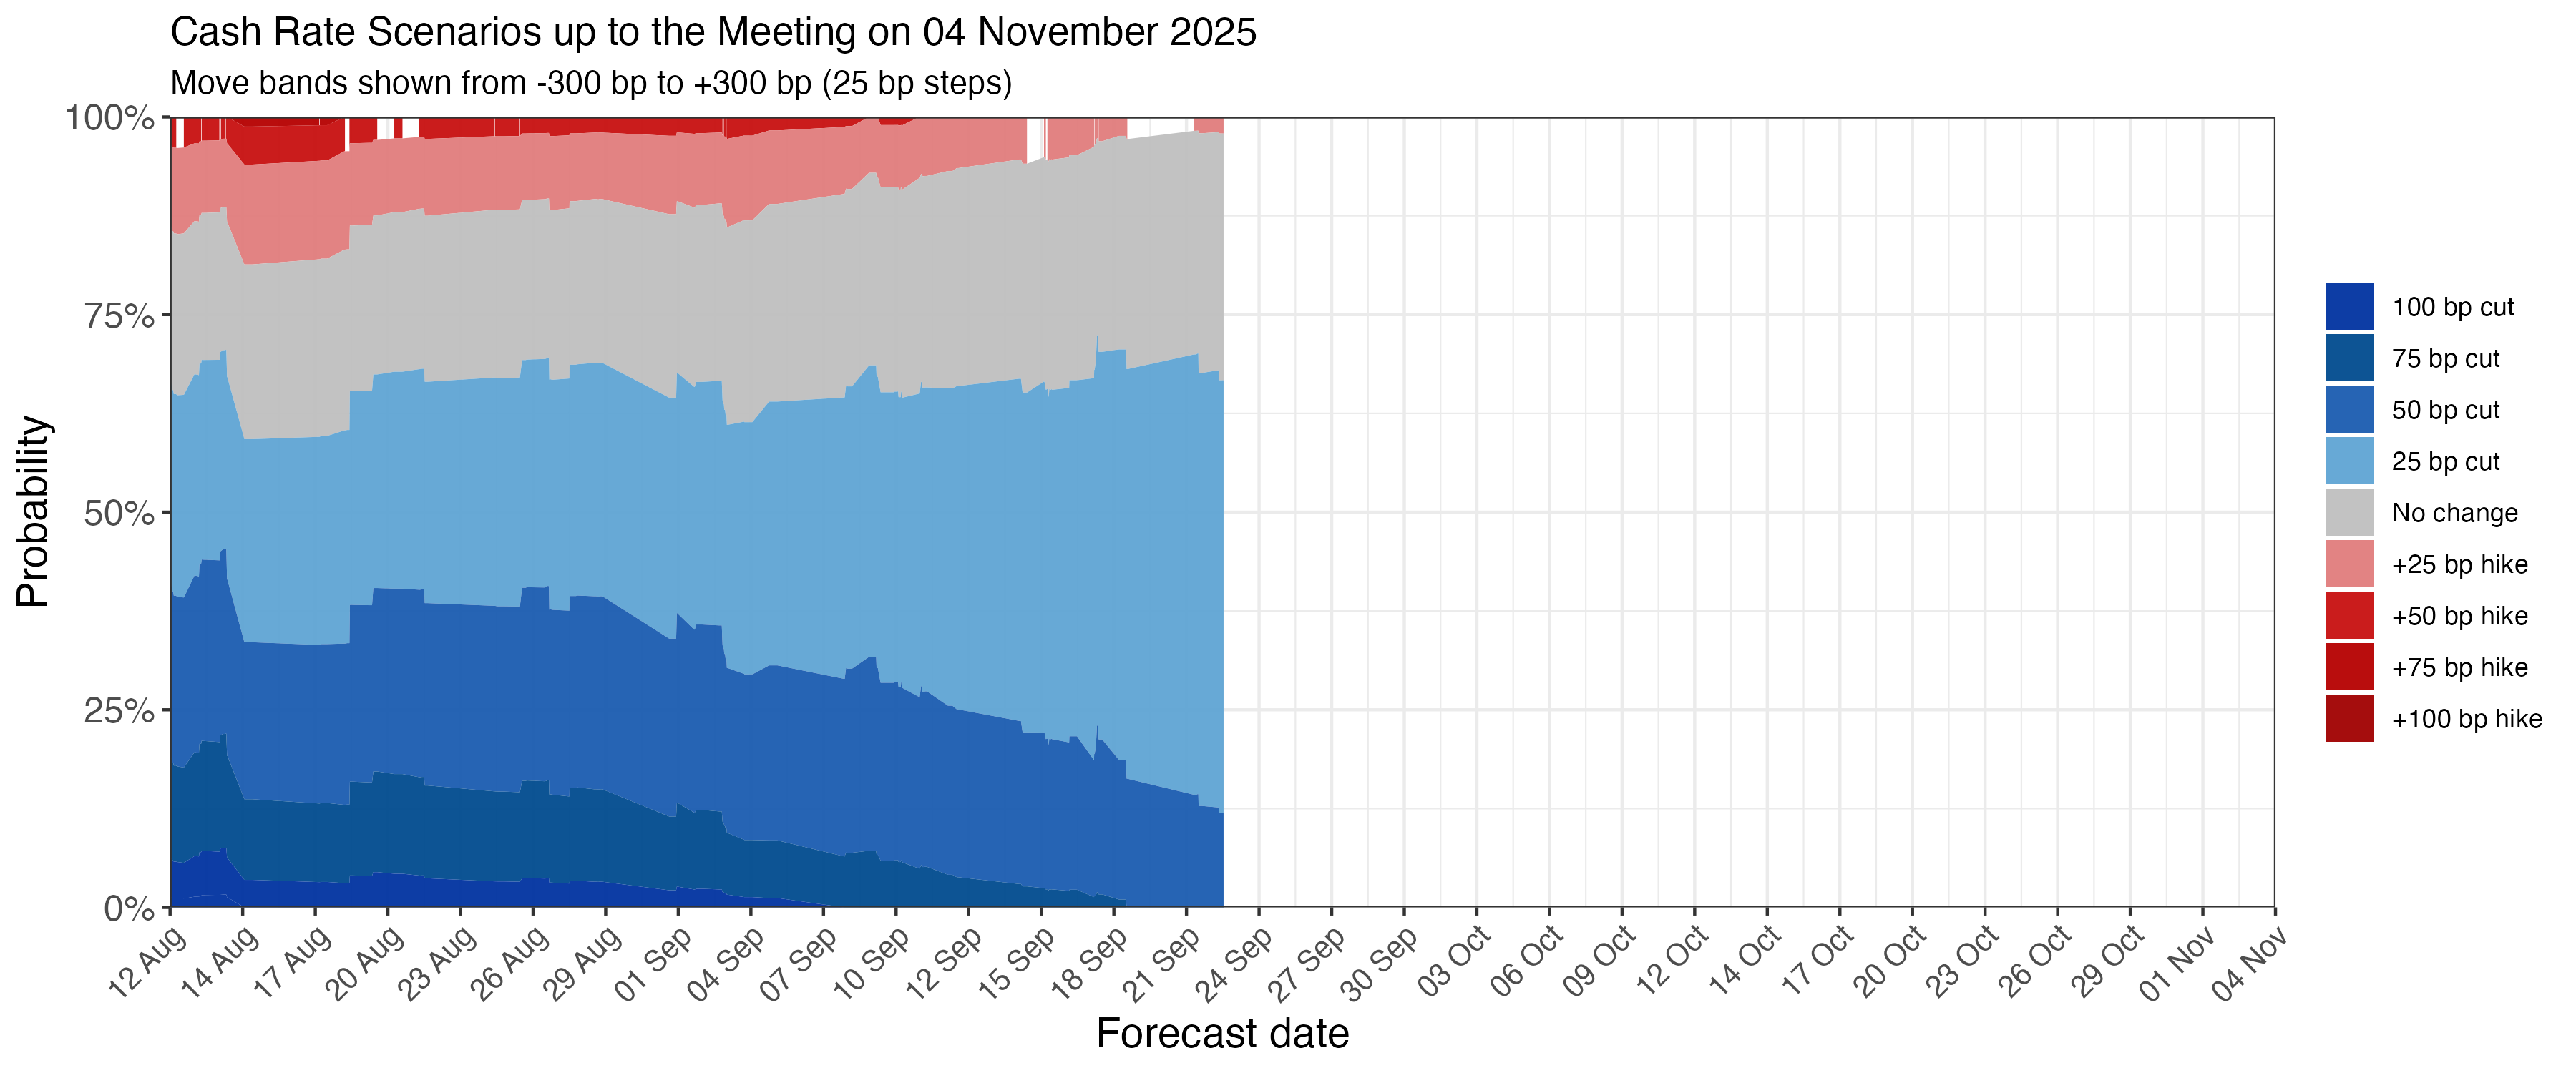 Cash Rate Scenarios up to the Meeting on 04 November 2025
Move bands shown from -300 bp to +300 bp (25 bp steps)
Probability
100%
75%
50%
25%
0%
12 Aug
14 Aug
17 Aug
20 Aug
23 Aug
26 Aug
29 Aug
01 Sep
04 Sep
07 Sep
10 Sep
12 Sep
15 Sep
18 Sep
21 Sep
24 Sep
27 Sep
30 Sep
03 Oct
06 Oct
09 Oct
12 Oct
14 Oct
17 Oct
20 Oct
23 Oct
26 Oct
29 Oct
01 Nov
04 Nov
Forecast date
100 bp cut
75 bp cut
50 bp cut
25 bp cut
No change
+25 bp hike
+50 bp hike
+75 bp hike
+100 bp hike